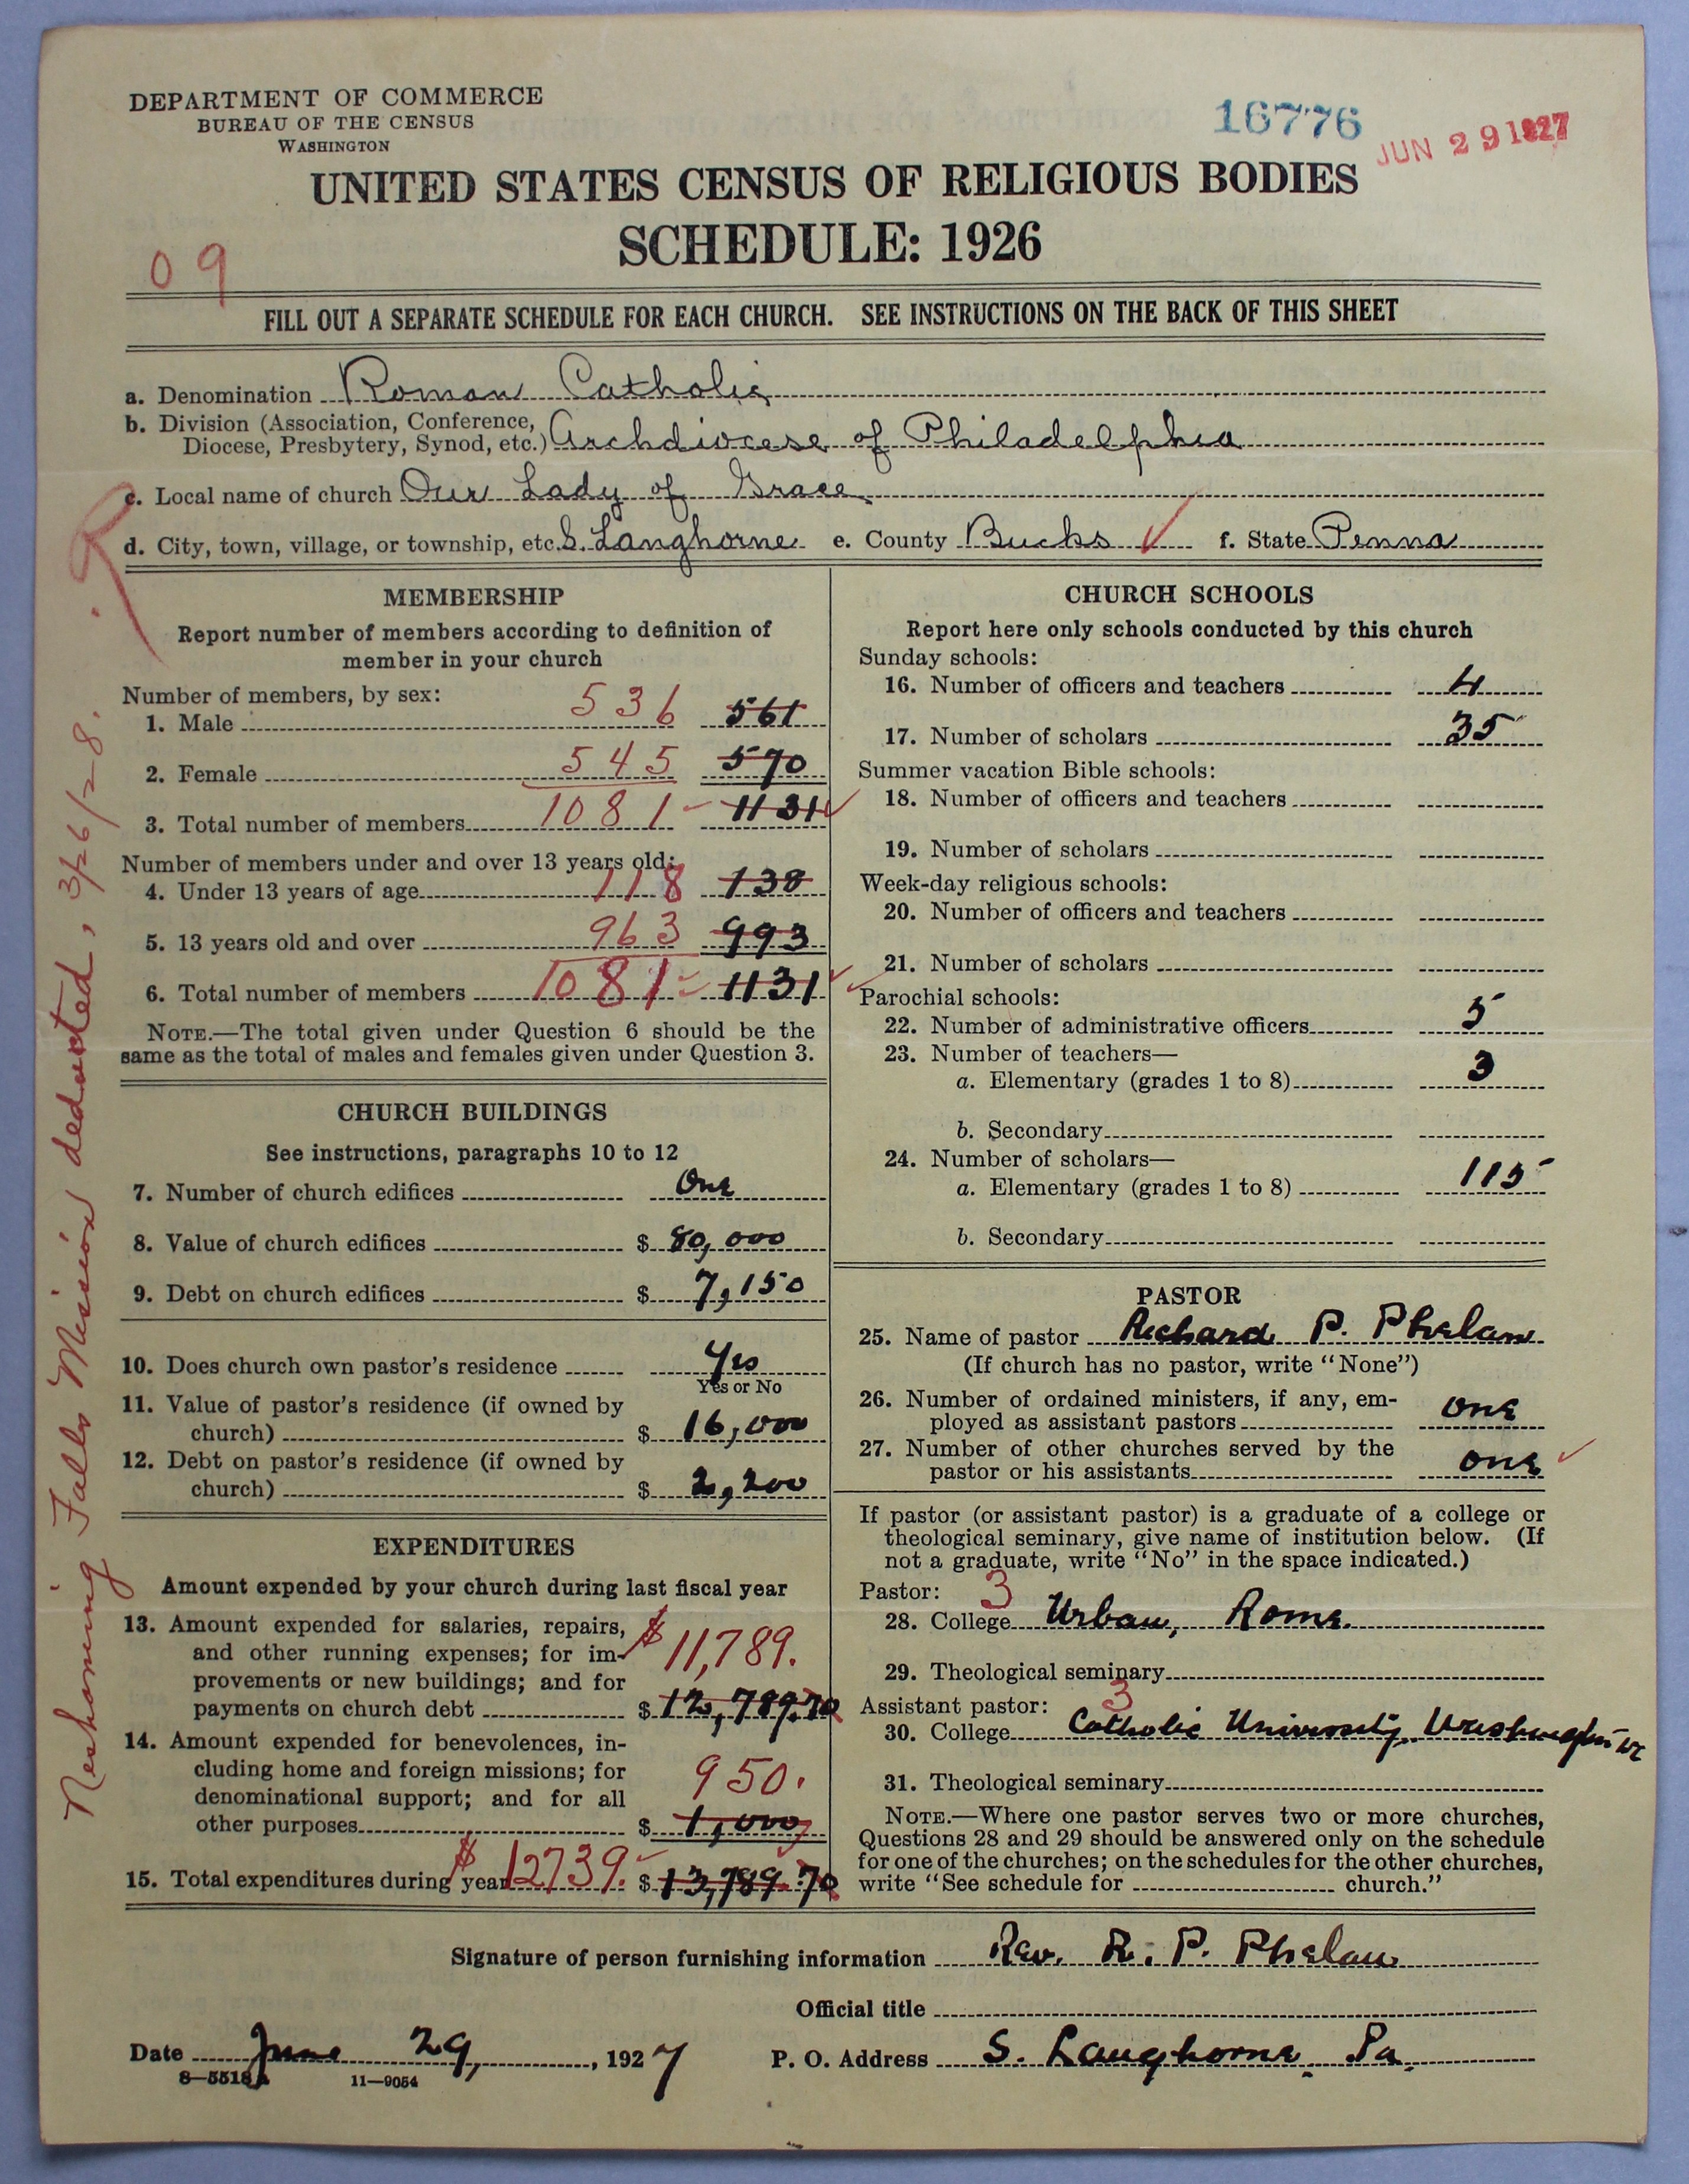 DEPARTMENT OF COMMERCE
BUREAU OF THE CENSUS
WASHINGTON
16776
JUN 29 1927
UNITED STATES CENSUS OF RELIGIOUS BODIES
SCHEDULE: 1926
09
FILL OUT A SEPARATE SCHEDULE FOR EACH CHURCH. SEE INSTRUCTIONS ON THE BACK OF THIS SHEET
a. Denomination Roman Catholic
b. Division (Association, Conference,
Diocese, Presbytery, Synod, etc.) Archdiocese of Philadelphia
c. Local name of church Our Lady of Grace
d. City, town, village, or township, etc. S. Langhorne e. County Bucks ✓ f. State Penna
MEMBERSHIP
Report number of members according to definition of
member in your church
Number of members, by sex:
1. Male 536 561
2. Female 545 570
3. Total number of members 1081 1131
Number of members under and over 13 years old:
4. Under 13 years of age 118 138
5. 13 years old and over 963 993
6. Total number of members 1081 1131
NOTE.—The total given under Question 6 should be the
same as the total of males and females given under Question 3.
CHURCH BUILDINGS
See instructions, paragraphs 10 to 12
7. Number of church edifices One
8. Value of church edifices $ 80,000
9. Debt on church edifices $ 7,150
10. Does church own pastor's residence Yes
Yes or No
11. Value of pastor's residence (if owned by
church) $ 16,000
12. Debt on pastor's residence (if owned by
church) $ 2,200
EXPENDITURES
Amount expended by your church during last fiscal year
13. Amount expended for salaries, repairs,
and other running expenses; for im-
provements or new buildings; and for
$11,789.
payments on church debt $ 12,789.70
14. Amount expended for benevolences, in-
cluding home and foreign missions; for
denominational support; and for all
950.
other purposes $ 1,000
15. Total expenditures during year $12739. $ 13,789.70
CHURCH SCHOOLS
Report here only schools conducted by this church
Sunday schools:
16. Number of officers and teachers 4
17. Number of scholars 35
Summer vacation Bible schools:
18. Number of officers and teachers
19. Number of scholars
Week-day religious schools:
20. Number of officers and teachers
21. Number of scholars
Parochial schools:
22. Number of administrative officers 5
23. Number of teachers—
a. Elementary (grades 1 to 8) 3
b. Secondary
24. Number of scholars—
a. Elementary (grades 1 to 8) 115
b. Secondary
PASTOR
25. Name of pastor Richard P. Phelan
(If church has no pastor, write "None")
26. Number of ordained ministers, if any, em-
ployed as assistant pastors one
27. Number of other churches served by the
pastor or his assistants one
If pastor (or assistant pastor) is a graduate of a college or
theological seminary, give name of institution below. (If
not a graduate, write "No" in the space indicated.)
Pastor: 3
28. College Urban, Rome.
29. Theological seminary
Assistant pastor: 3
30. College Catholic University, Washington DC
31. Theological seminary
NOTE.—Where one pastor serves two or more churches,
Questions 28 and 29 should be answered only on the schedule
for one of the churches; on the schedules for the other churches,
write "See schedule for church."
Signature of person furnishing information Rev. R. P. Phelan
Official title
Date June 29, 1927 P. O. Address S. Langhorne, Pa.
8—5518A 11—9054
Neshoming Falls Mission deducted, 3/26/28.